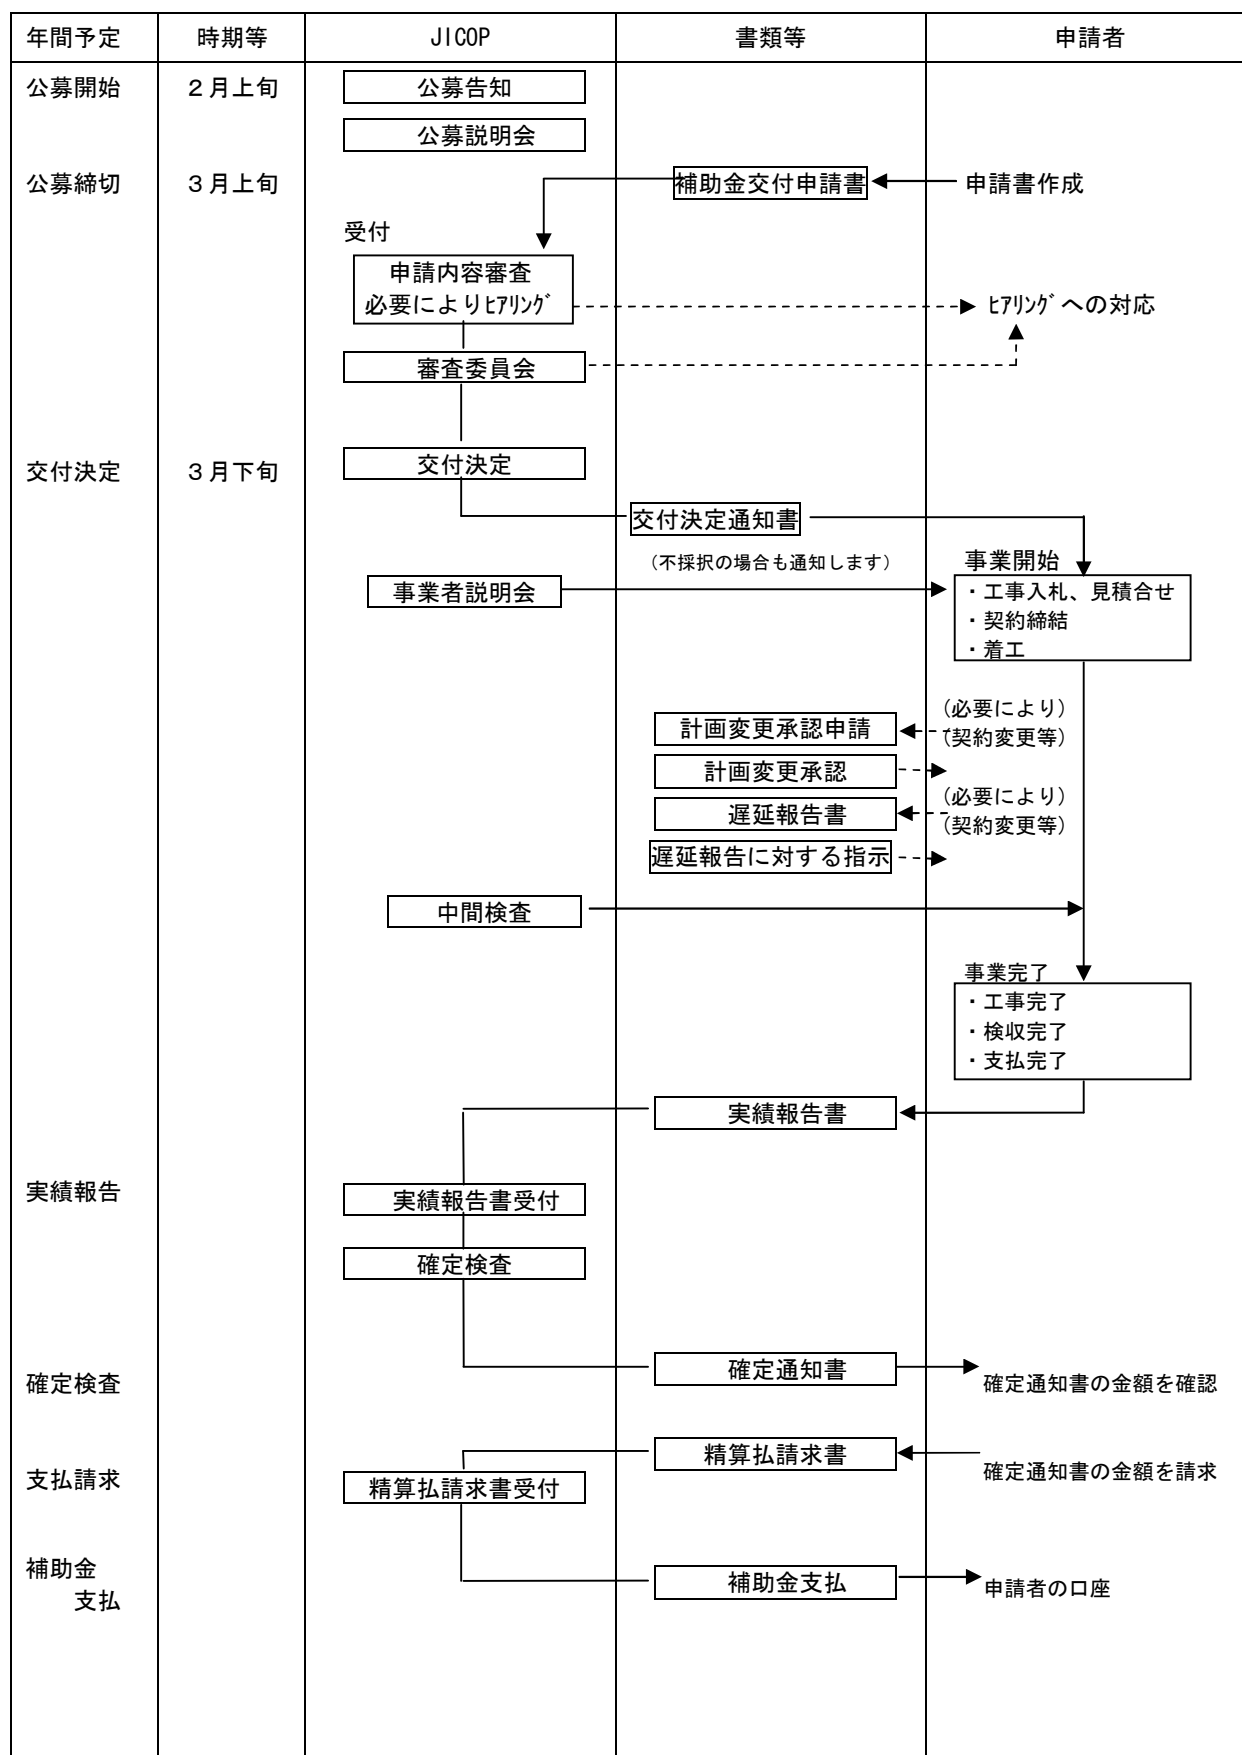 年間予定 時期等 JICOP 書類等 申請者
公募開始 ２月上旬 公募告知
公募説明会
公募締切 ３月上旬 補助金交付申請書 申請書作成
受付
申請内容審査
必要によりﾋｱﾘﾝｸﾞ ﾋｱﾘﾝｸﾞへの対応
審査委員会
交付決定 ３月下旬 交付決定
交付決定通知書
（不採択の場合も通知します） 事業開始
事業者説明会 ・工事入札、見積合せ
・契約締結
・着工
(必要により)
計画変更承認申請 (契約変更等)
計画変更承認
(必要により)
遅延報告書 (契約変更等)
遅延報告に対する指示
中間検査
事業完了
・工事完了
・検収完了
・支払完了
実績報告書
実績報告 実績報告書受付
確定検査
確定通知書
確定検査 確定通知書の金額を確認
精算払請求書
支払請求 精算払請求書受付 確定通知書の金額を請求
補助金 補助金支払 申請者の口座
支払